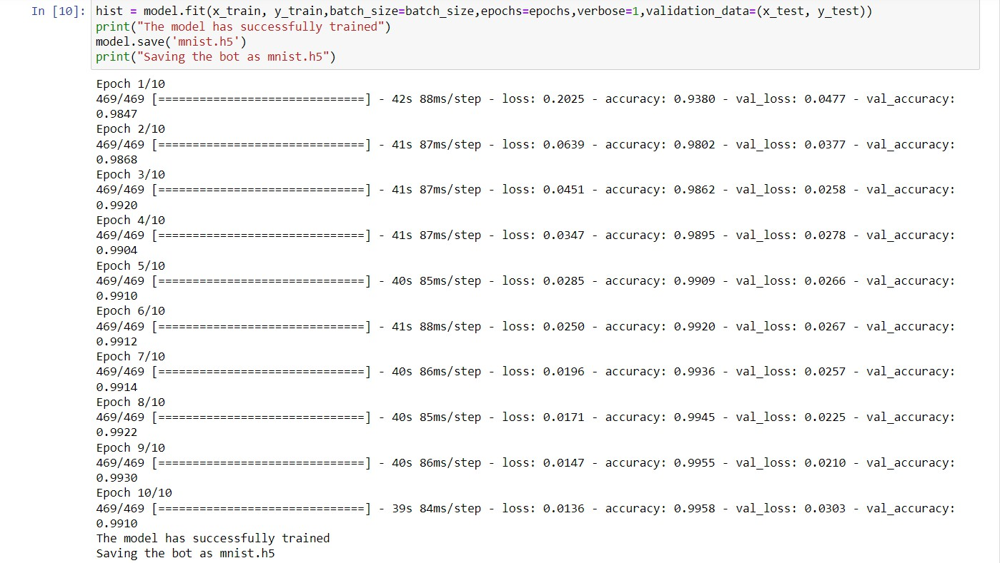 In [10]: hist = model.fit(x_train, y_train,batch_size=batch_size,epochs=epochs,verbose=1,validation_data=(x_test, y_test))
print("The model has successfully trained")
model.save('mnist.h5')
print("Saving the bot as mnist.h5")
Epoch 1/10
469/469 [==============================] - 42s 88ms/step - loss: 0.2025 - accuracy: 0.9380 - val_loss: 0.0477 - val_accuracy:
0.9847
Epoch 2/10
469/469 [==============================] - 41s 87ms/step - loss: 0.0639 - accuracy: 0.9802 - val_loss: 0.0377 - val_accuracy:
0.9868
Epoch 3/10
469/469 [==============================] - 41s 87ms/step - loss: 0.0451 - accuracy: 0.9862 - val_loss: 0.0258 - val_accuracy:
0.9920
Epoch 4/10
469/469 [==============================] - 41s 87ms/step - loss: 0.0347 - accuracy: 0.9895 - val_loss: 0.0278 - val_accuracy:
0.9904
Epoch 5/10
469/469 [==============================] - 40s 85ms/step - loss: 0.0285 - accuracy: 0.9909 - val_loss: 0.0266 - val_accuracy:
0.9910
Epoch 6/10
469/469 [==============================] - 41s 88ms/step - loss: 0.0250 - accuracy: 0.9920 - val_loss: 0.0267 - val_accuracy:
0.9912
Epoch 7/10
469/469 [==============================] - 40s 86ms/step - loss: 0.0196 - accuracy: 0.9936 - val_loss: 0.0257 - val_accuracy:
0.9914
Epoch 8/10
469/469 [==============================] - 40s 85ms/step - loss: 0.0171 - accuracy: 0.9945 - val_loss: 0.0225 - val_accuracy:
0.9922
Epoch 9/10
469/469 [==============================] - 40s 86ms/step - loss: 0.0147 - accuracy: 0.9955 - val_loss: 0.0210 - val_accuracy:
0.9930
Epoch 10/10
469/469 [==============================] - 39s 84ms/step - loss: 0.0136 - accuracy: 0.9958 - val_loss: 0.0303 - val_accuracy:
0.9910
The model has successfully trained
Saving the bot as mnist.h5